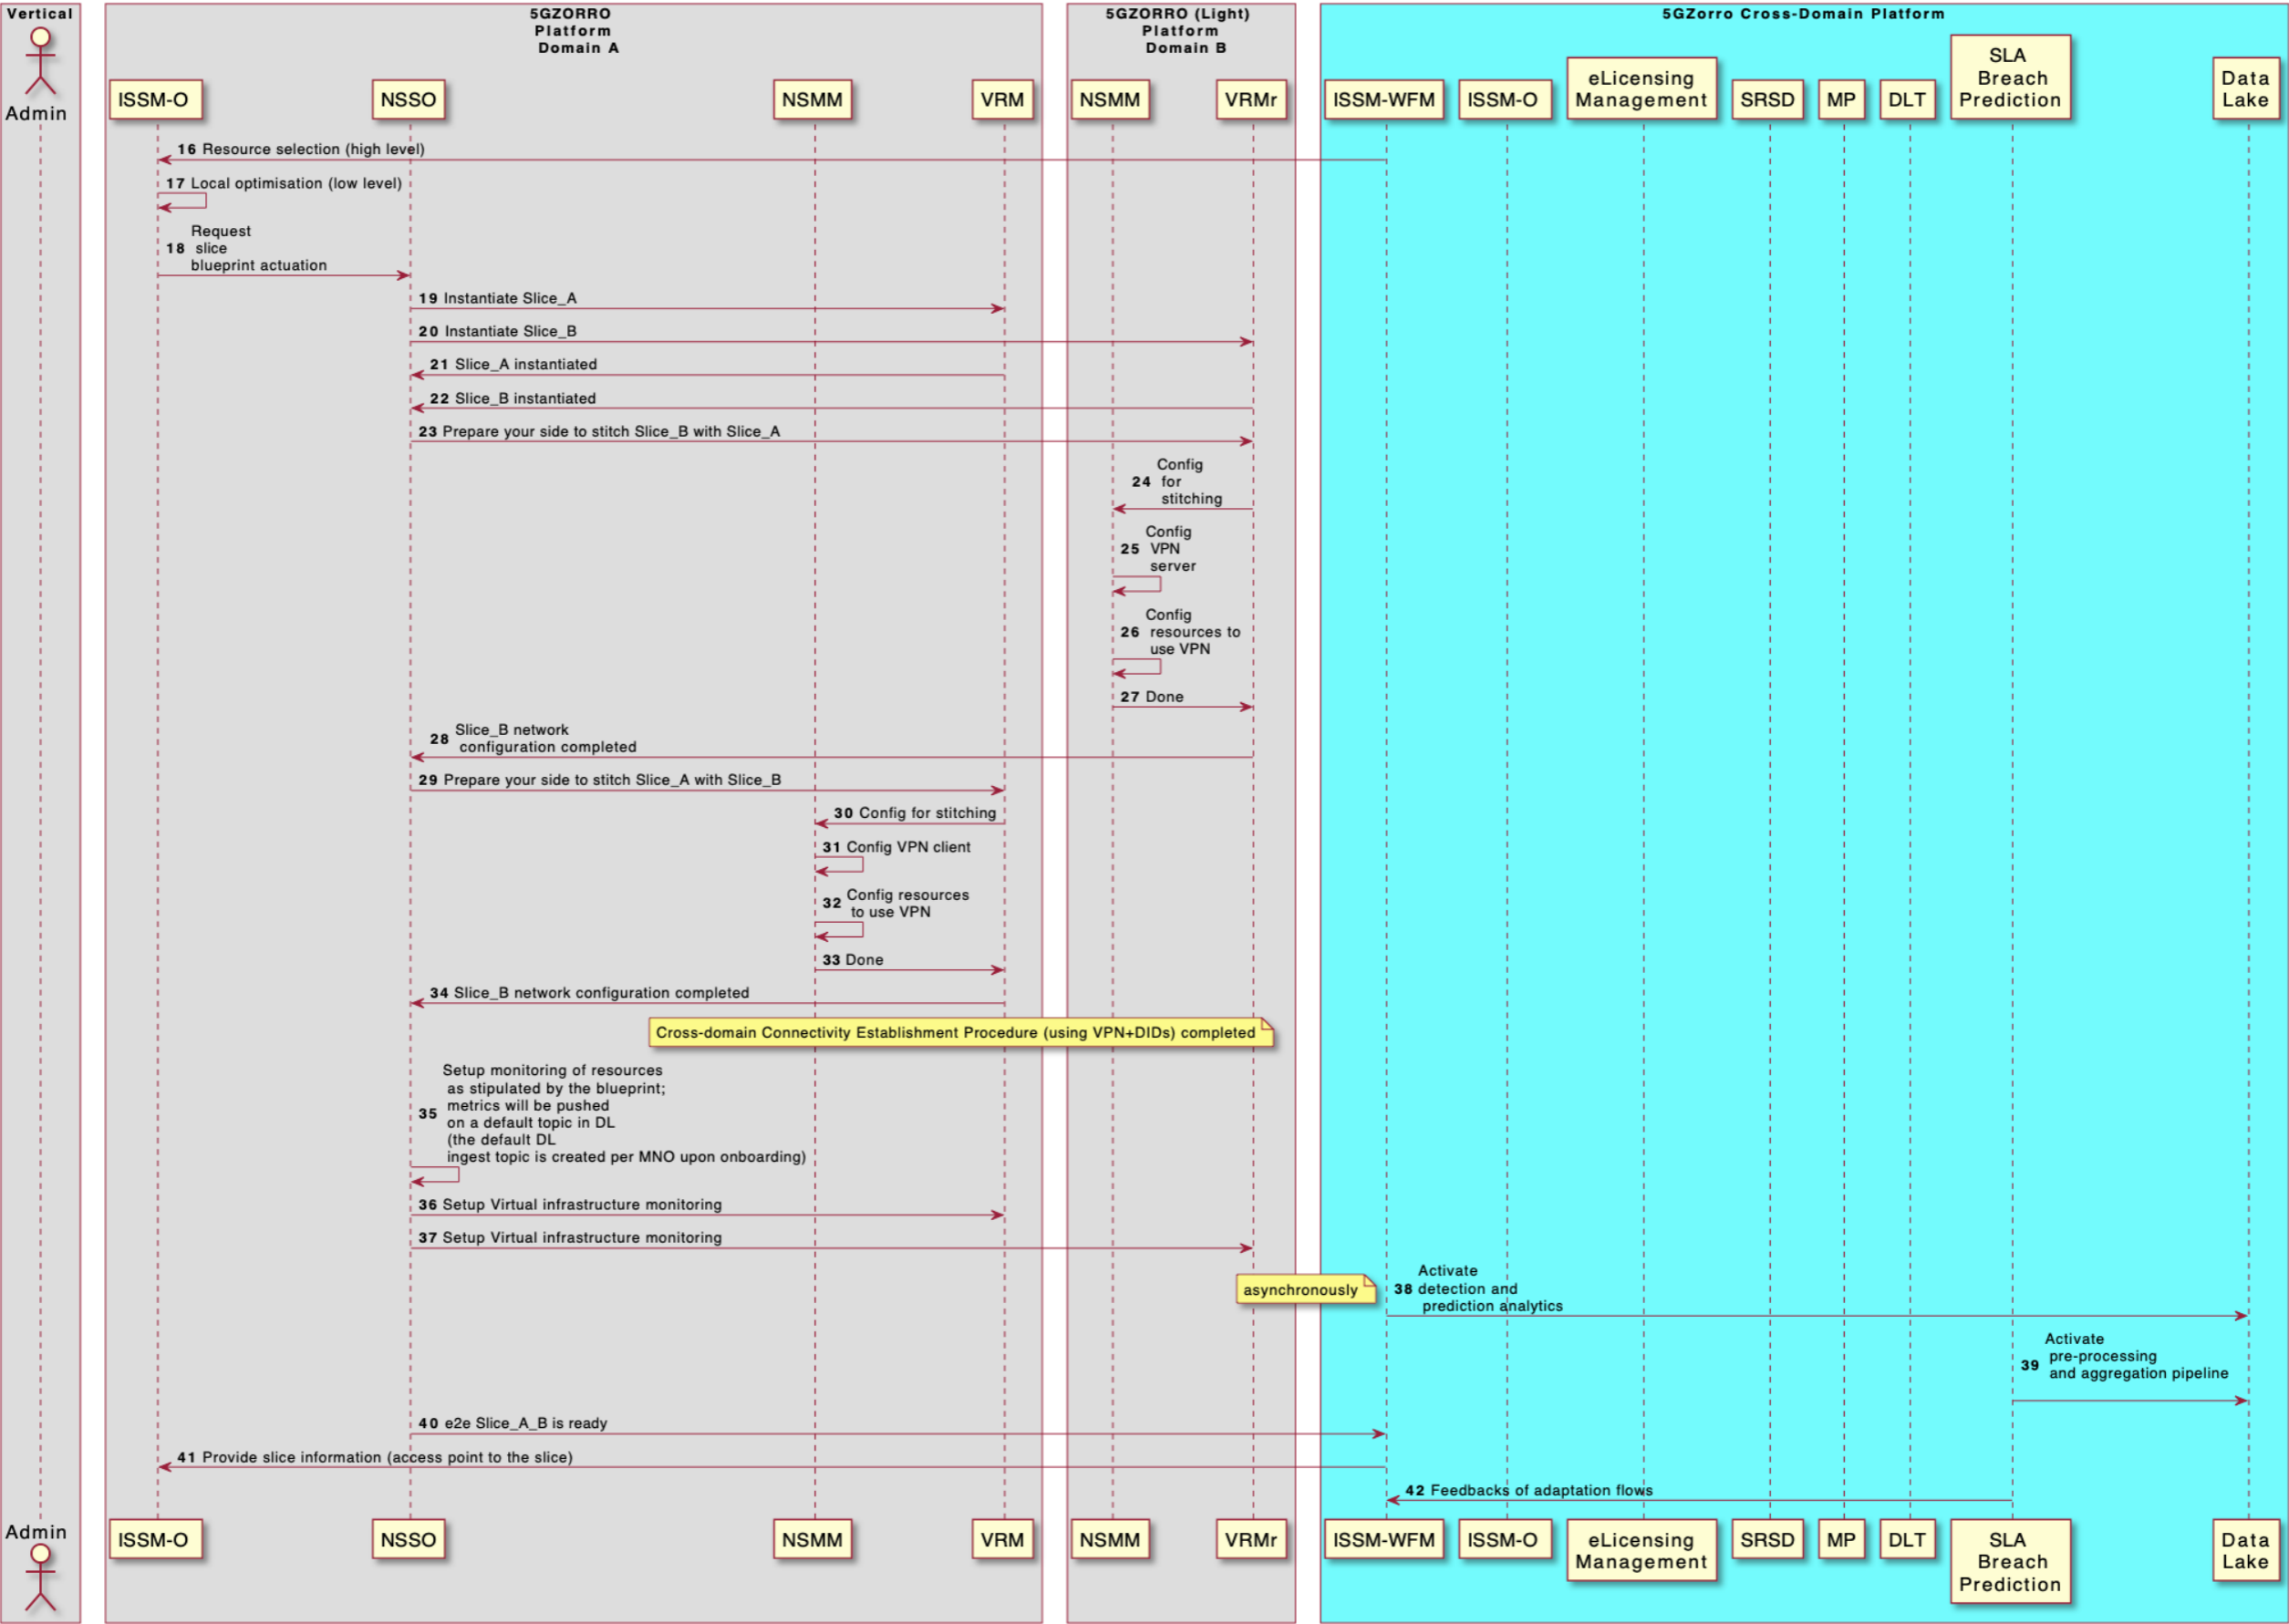 Vertical
Admin
5GZORRO
Platform
Domain A
5GZORRO (Light)
Platform
Domain B
5GZorro Cross-Domain Platform
ISSM-O
NSSO
NSMM
VRM
NSMM
VRMr
ISSM-WFM
ISSM-O
eLicensing
Management
SRSD
MP
DLT
SLA
Breach
Prediction
Data
Lake
16 Resource selection (high level)
17 Local optimisation (low level)
Request
18 slice
blueprint actuation
19 Instantiate Slice_A
20 Instantiate Slice_B
21 Slice_A instantiated
22 Slice_B instantiated
23 Prepare your side to stitch Slice_B with Slice_A
Config
24 for
stitching
Config
25 VPN
server
Config
26 resources to
use VPN
27 Done
28 Slice_B network
configuration completed
29 Prepare your side to stitch Slice_A with Slice_B
30 Config for stitching
31 Config VPN client
32 Config resources
to use VPN
33 Done
34 Slice_B network configuration completed
Cross-domain Connectivity Establishment Procedure (using VPN+DIDs) completed
Setup monitoring of resources
as stipulated by the blueprint;
metrics will be pushed
35 on a default topic in DL
(the default DL
ingest topic is created per MNO upon onboarding)
36 Setup Virtual infrastructure monitoring
37 Setup Virtual infrastructure monitoring
asynchronously
Activate
38 detection and
prediction analytics
Activate
39 pre-processing
and aggregation pipeline
40 e2e Slice_A_B is ready
41 Provide slice information (access point to the slice)
42 Feedbacks of adaptation flows
Admin
ISSM-O
NSSO
NSMM
VRM
NSMM
VRMr
ISSM-WFM
ISSM-O
eLicensing
Management
SRSD
MP
DLT
SLA
Breach
Prediction
Data
Lake